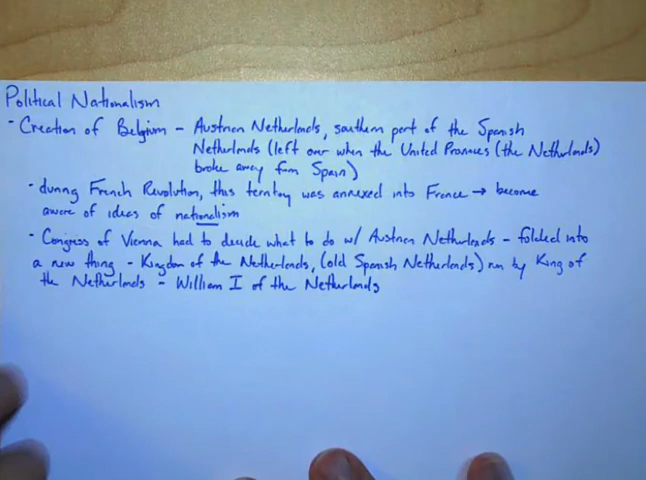 Political Nationalism
- Creation of Belgium - Austrian Netherlands, southern part of the Spanish
Netherlands (left over when the United Provinces (the Netherlands)
broke away from Spain)
- during French Revolution, this territory was annexed into France → become
aware of ideas of nationalism
- Congress of Vienna had to decide what to do w/ Austrian Netherlands - folded into
a new thing - Kingdom of the Netherlands, (old Spanish Netherlands) run by King of
the Netherlands - William I of the Netherlands